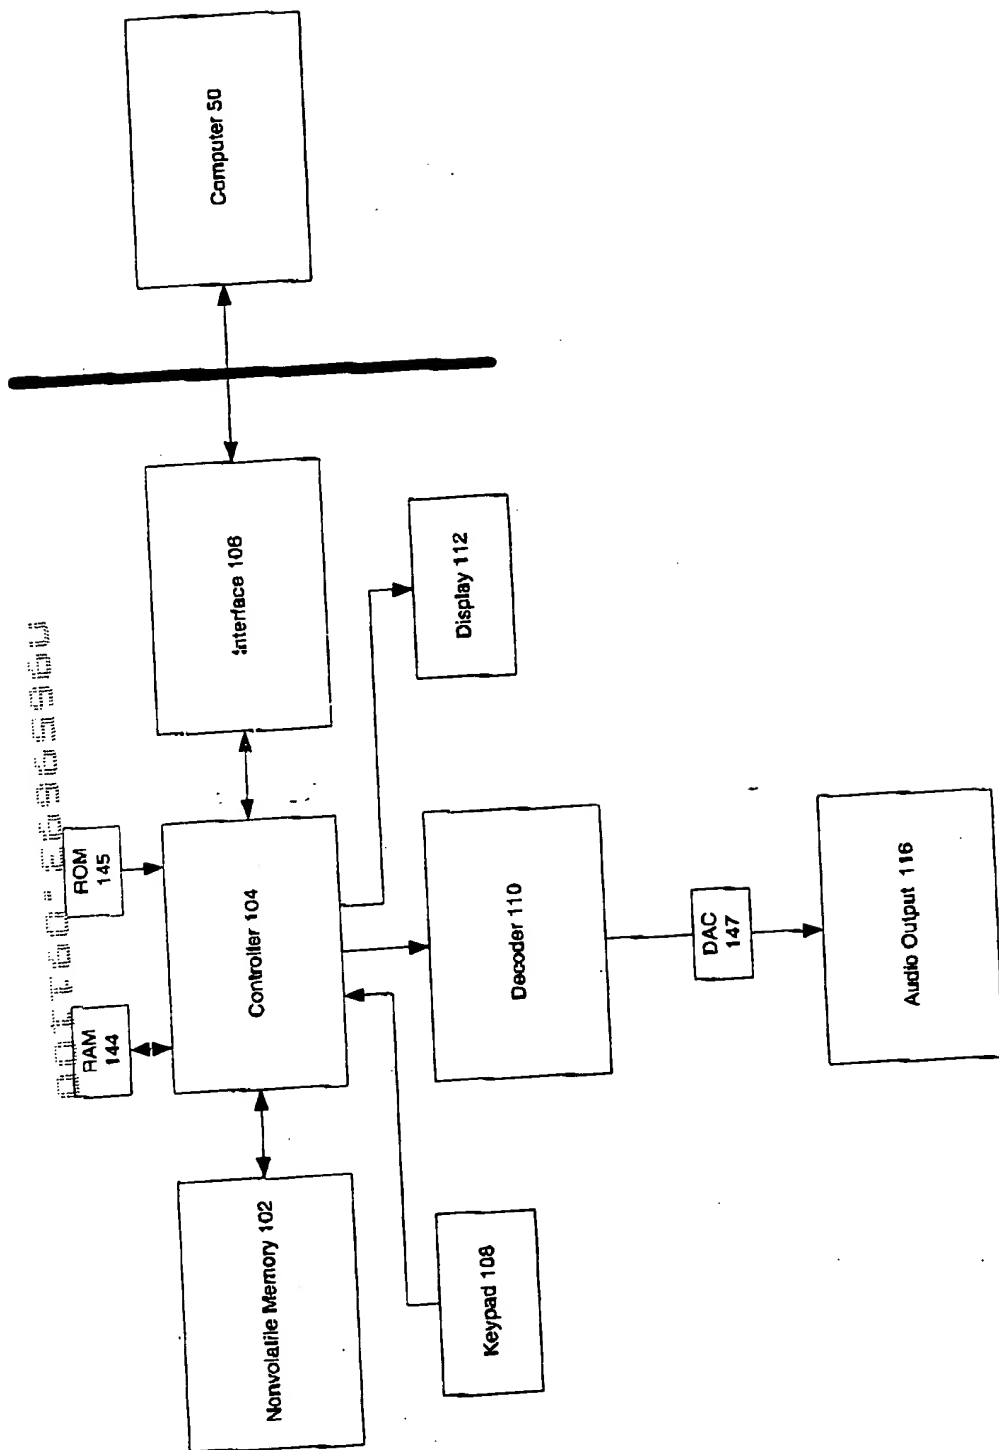 RAM
144
ROM
145
Nonvolatile Memory 102
Controller 104
Interface 106
Computer 50
Keypad 108
Decoder 110
Display 112
DAC
147
Audio Output 116